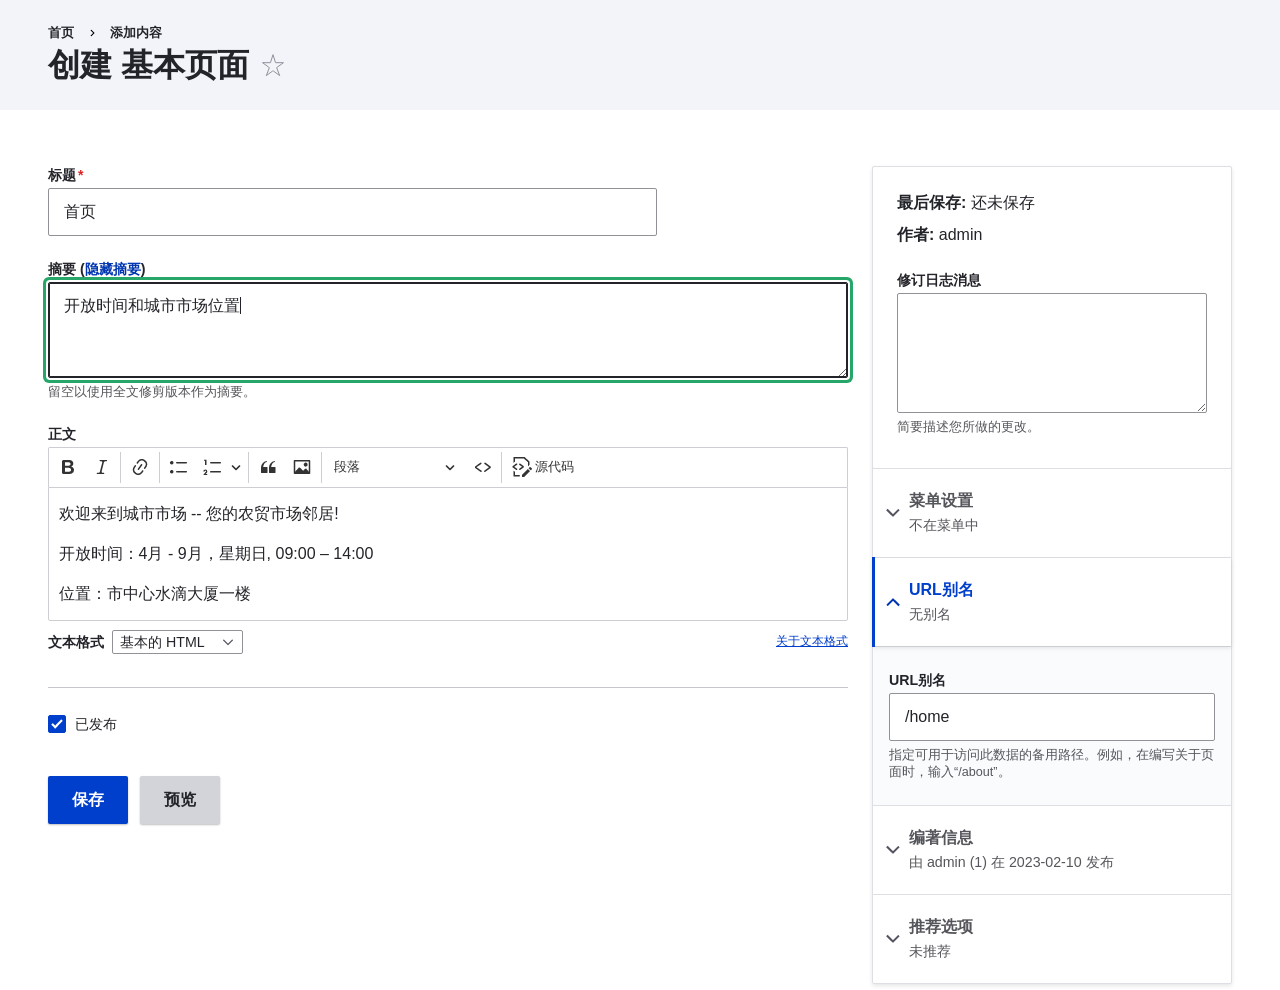 首页 › 添加内容
创建 基本页面
标题*
首页
摘要 (隐藏摘要)
开放时间和城市市场位置
留空以使用全文修剪版本作为摘要。
正文
段落 源代码
欢迎来到城市市场 -- 您的农贸市场邻居!
开放时间：4月 - 9月，星期日, 09:00 – 14:00
位置：市中心水滴大厦一楼
文本格式 基本的 HTML 关于文本格式
已发布
保存 预览
最后保存: 还未保存
作者: admin
修订日志消息
简要描述您所做的更改。
菜单设置
不在菜单中
URL别名
无别名
URL别名
/home
指定可用于访问此数据的备用路径。例如，在编写关于页
面时，输入“/about”。
编著信息
由 admin (1) 在 2023-02-10 发布
推荐选项
未推荐